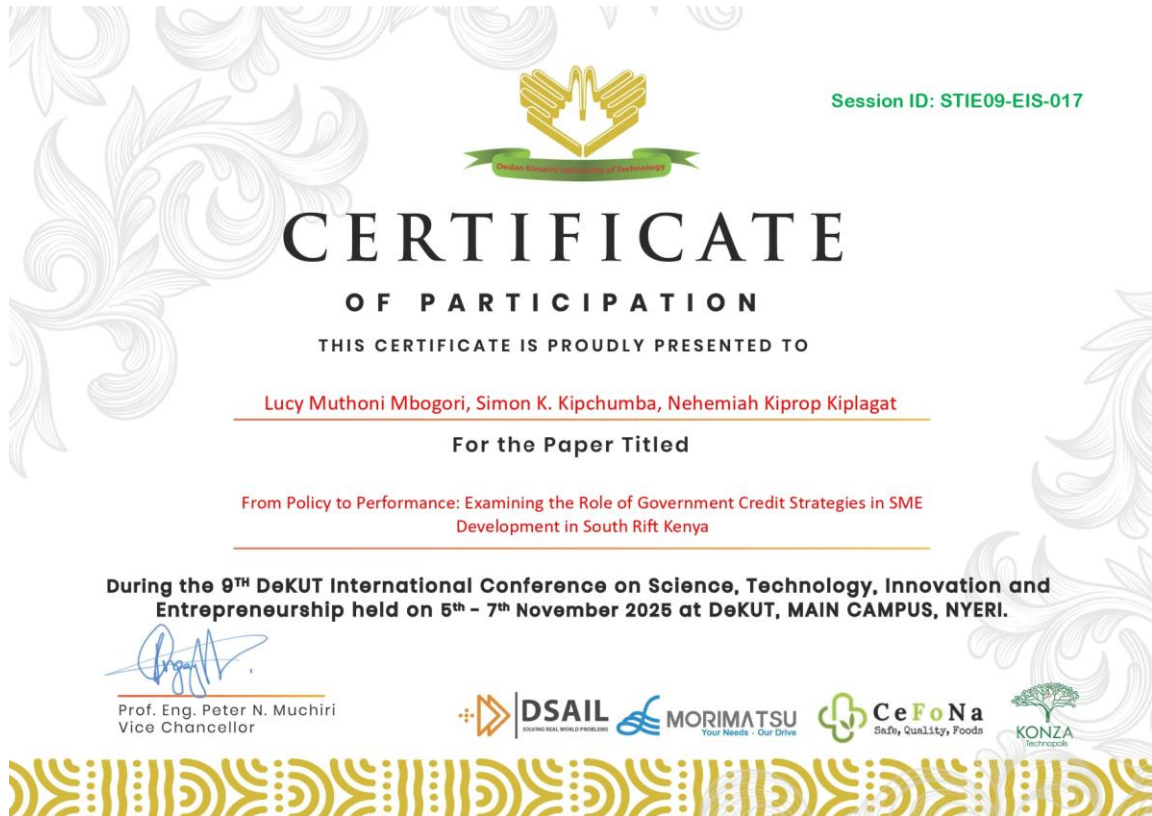 Session ID: STIE09-EIS-017
Dedan Kimathi University of Technology
CERTIFICATE
OF PARTICIPATION
THIS CERTIFICATE IS PROUDLY PRESENTED TO
Lucy Muthoni Mbogori, Simon K. Kipchumba, Nehemiah Kiprop Kiplagat
For the Paper Titled
From Policy to Performance: Examining the Role of Government Credit Strategies in SME
Development in South Rift Kenya
During the 9TH DeKUT International Conference on Science, Technology, Innovation and
Entrepreneurship held on 5th - 7th November 2025 at DeKUT, MAIN CAMPUS, NYERI.
Prof. Eng. Peter N. Muchiri
Vice Chancellor
DSAIL
SOLVING REAL WORLD PROBLEMS
MORIMATSU
Your Needs - Our Drive
CeFoNa
Safe, Quality, Foods
KONZA
Technopolis